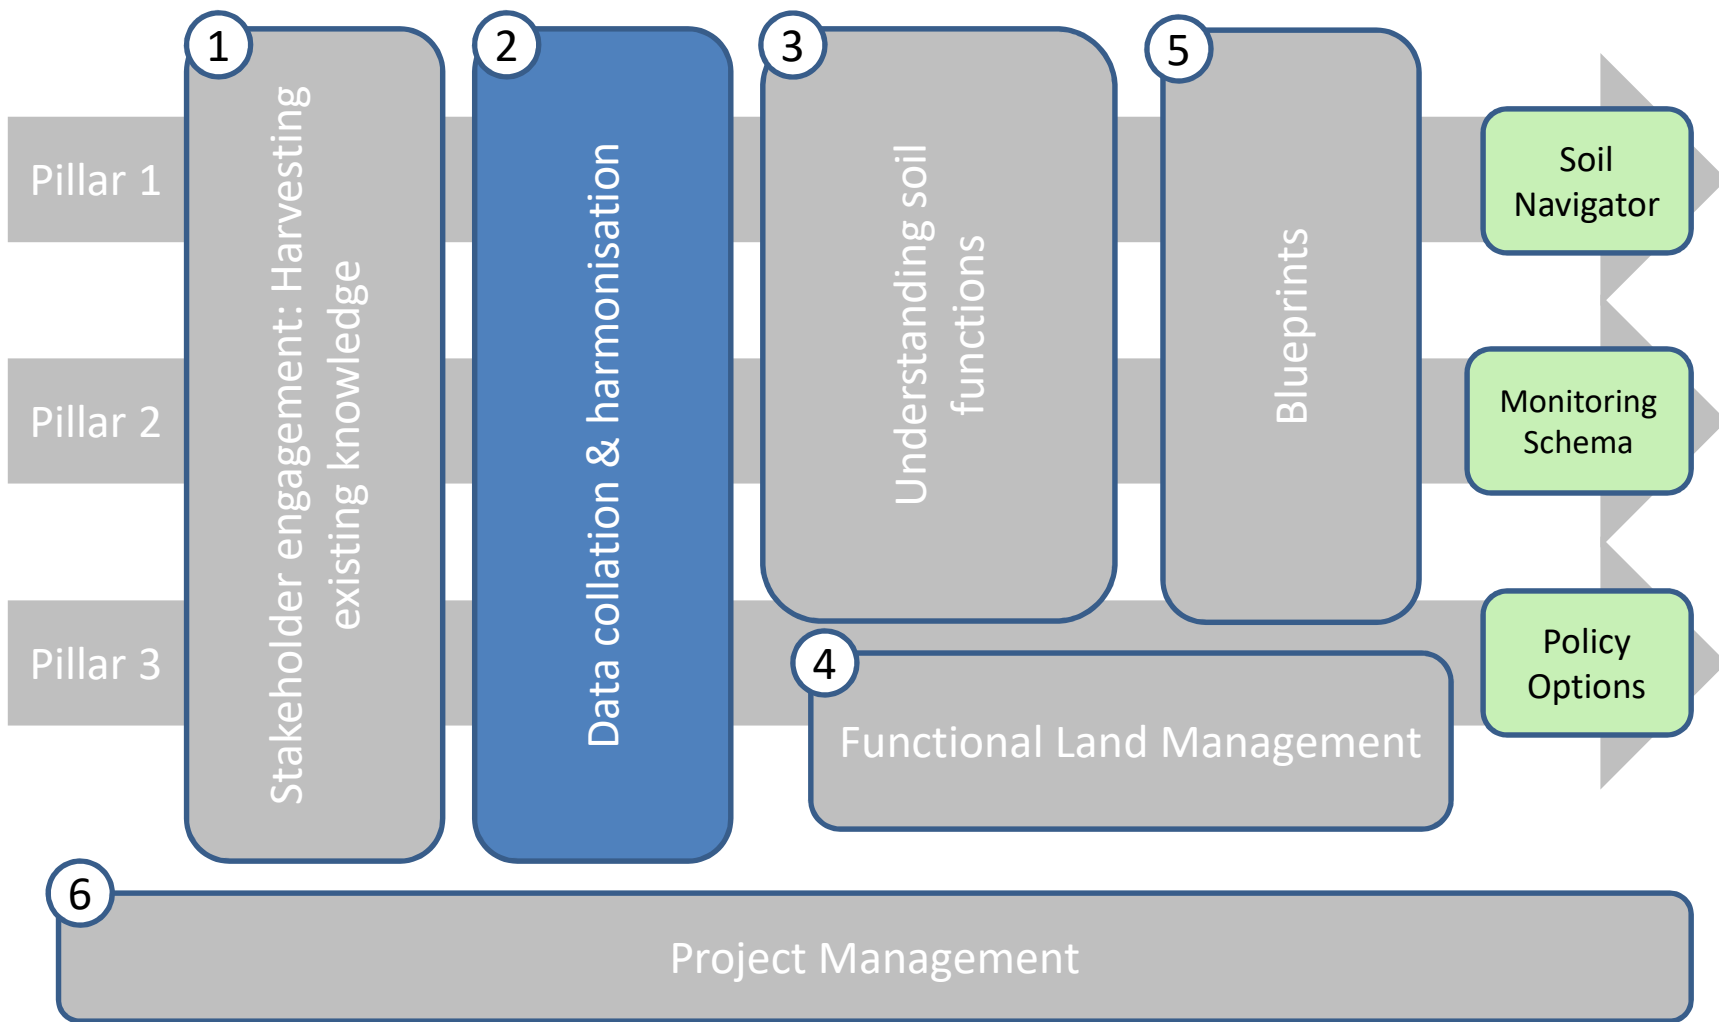 1
Stakeholder engagement: Harvesting
existing knowledge
2
Data collation & harmonisation
3
Understanding soil
functions
5
Blueprints
Pillar 1
Soil
Navigator
Pillar 2
Monitoring
Schema
Pillar 3
Policy
Options
4
Functional Land Management
6
Project Management